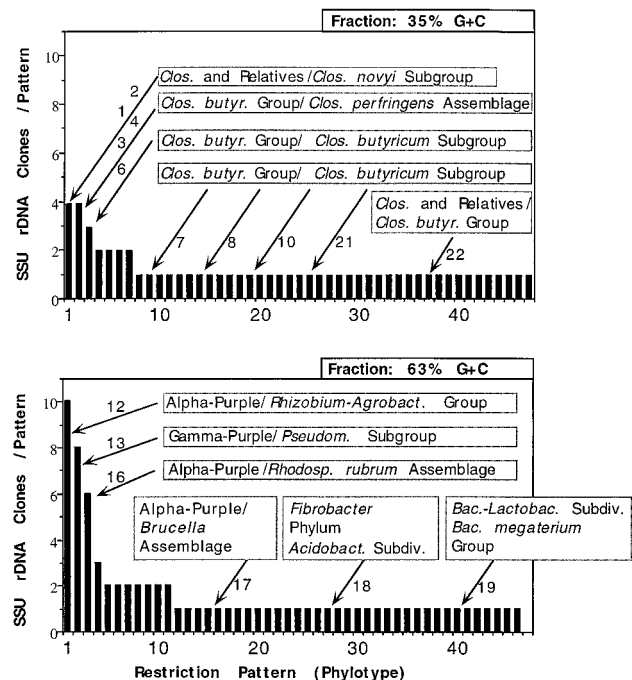 Fraction: 35% G+C
SSU rDNA Clones / Pattern
10
8
6
4
2
0
2
1
4
3
6
Clos. and Relatives/Clos. novyi Subgroup
Clos. butyr. Group/ Clos. perfringens Assemblage
Clos. butyr. Group/ Clos. butyricum Subgroup
Clos. butyr. Group/ Clos. butyricum Subgroup
Clos. and Relatives/
Clos. butyr. Group
7
8
10
21
22
1
10
20
30
40
Fraction: 63% G+C
SSU rDNA Clones / Pattern
10
8
6
4
2
0
12
Alpha-Purple/ Rhizobium-Agrobact. Group
13
Gamma-Purple/ Pseudom. Subgroup
16
Alpha-Purple/Rhodosp. rubrum Assemblage
Alpha-Purple/
Brucella
Assemblage
Fibrobacter
Phylum
Acidobact. Subdiv.
Bac.-Lactobac. Subdiv.
Bac. megaterium
Group
17
18
19
1
10
20
30
40
Restriction Pattern (Phylotype)